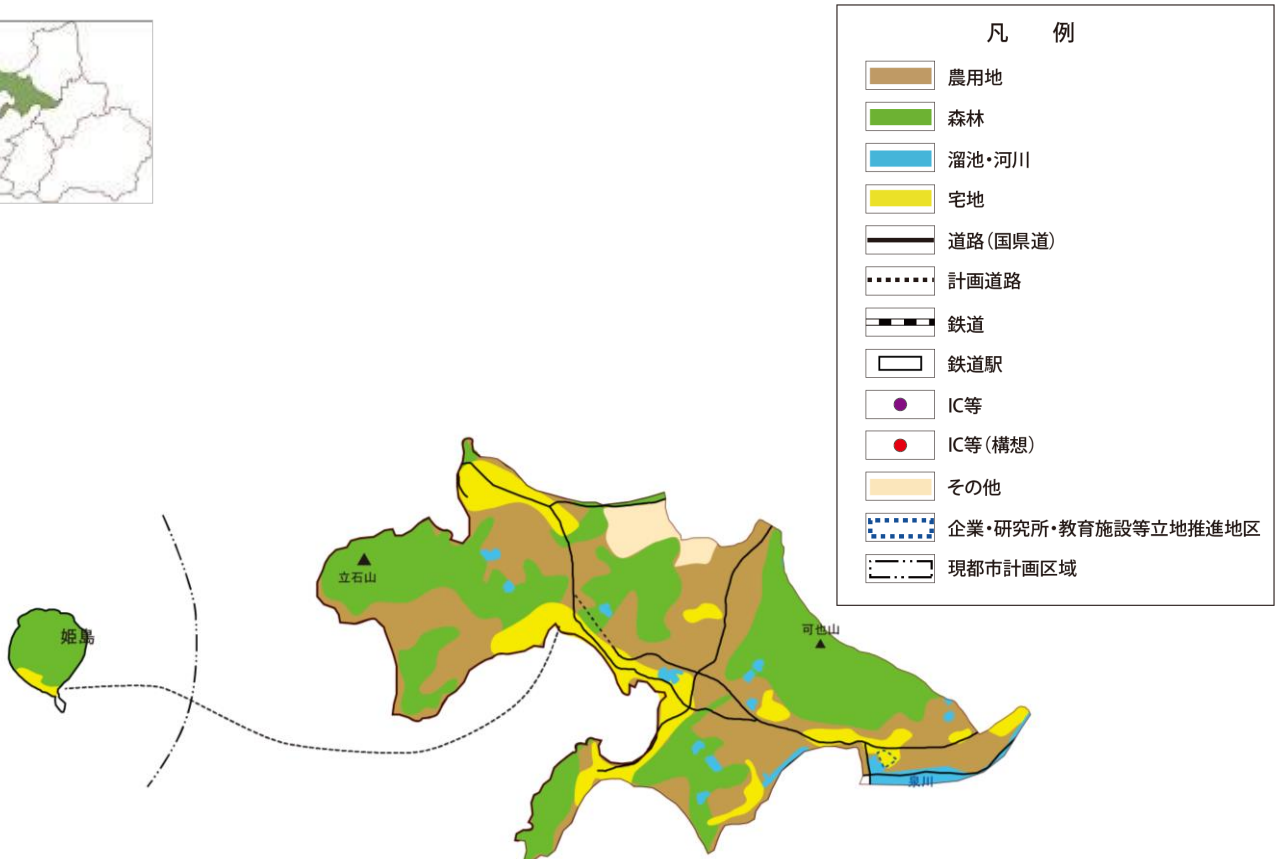 凡 例
農用地
森林
溜池・河川
宅地
道路(国県道)
計画道路
鉄道
鉄道駅
IC等
IC等(構想)
その他
企業・研究所・教育施設等立地推進地区
現都市計画区域
立石山
姫島
可也山
泉川